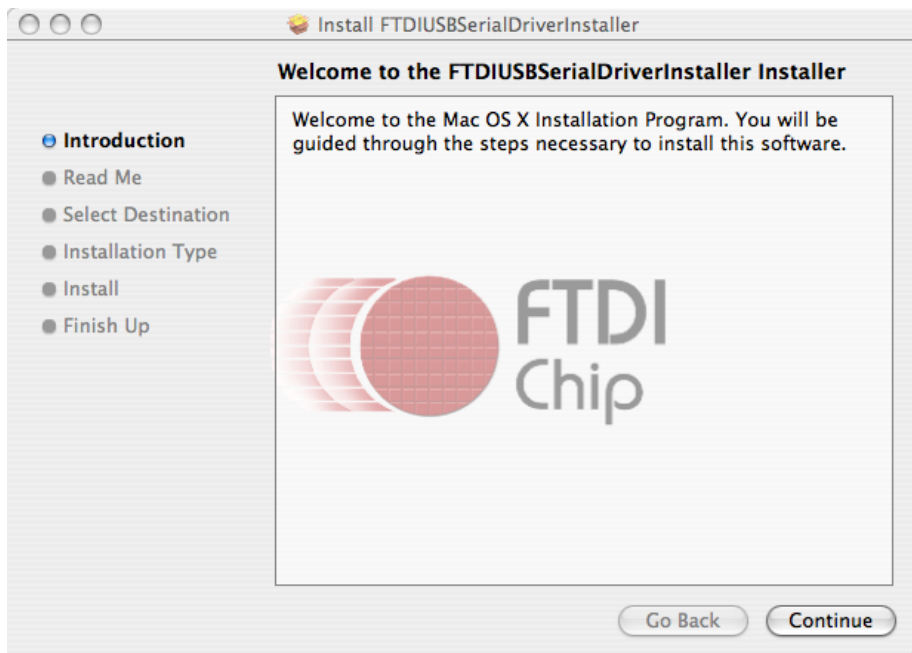 Install FTDIUSBSerialDriverInstaller
Welcome to the FTDIUSBSerialDriverInstaller Installer
Introduction
Read Me
Select Destination
Installation Type
Install
Finish Up
Welcome to the Mac OS X Installation Program. You will be
guided through the steps necessary to install this software.
FTDI
Chip
Go Back
Continue